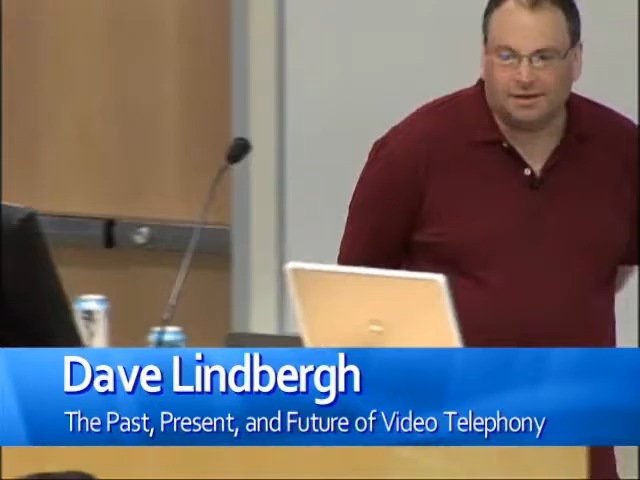 Dave Lindbergh
The Past, Present, and Future of Video Telephony